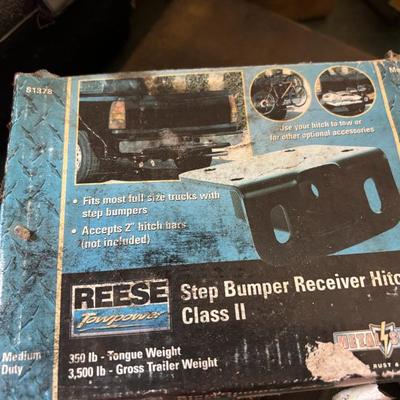 81378
Use your hitch to tow or
for other optional accessories
• Fits most full size trucks with
step bumpers
• Accepts 2" hitch bars
(not included)
REESE
Towpower
Step Bumper Receiver Hitc
Class II
Medium
Duty
350 lb - Tongue Weight
3,500 lb - Gross Trailer Weight
METAL
RUST &